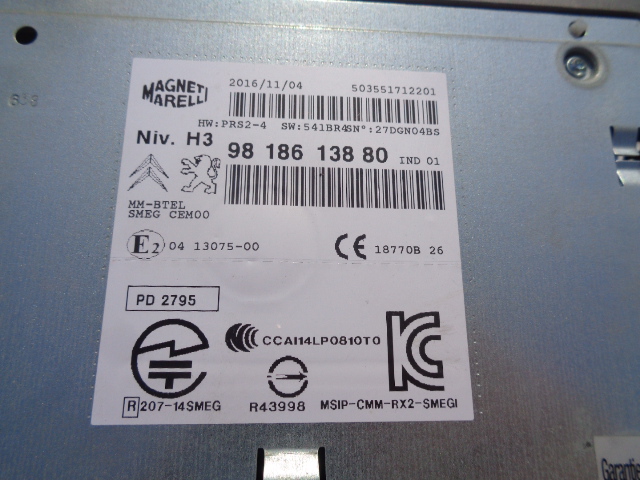 MAGNETI
MARELLI
2016/11/04 503551712201
HW:PRS2-4 SW:541BR4SN°:27DGN04BS
Niv. H3
98 186 138 80 IND 01
MM-BTEL
SMEG CEM00
E2 04 13075-00
CE 18770B 26
PD 2795
CCAI14LP0810T0
KC
R 207-14SMEG
R43998
MSIP-CMM-RX2-SMEGI
Garantie